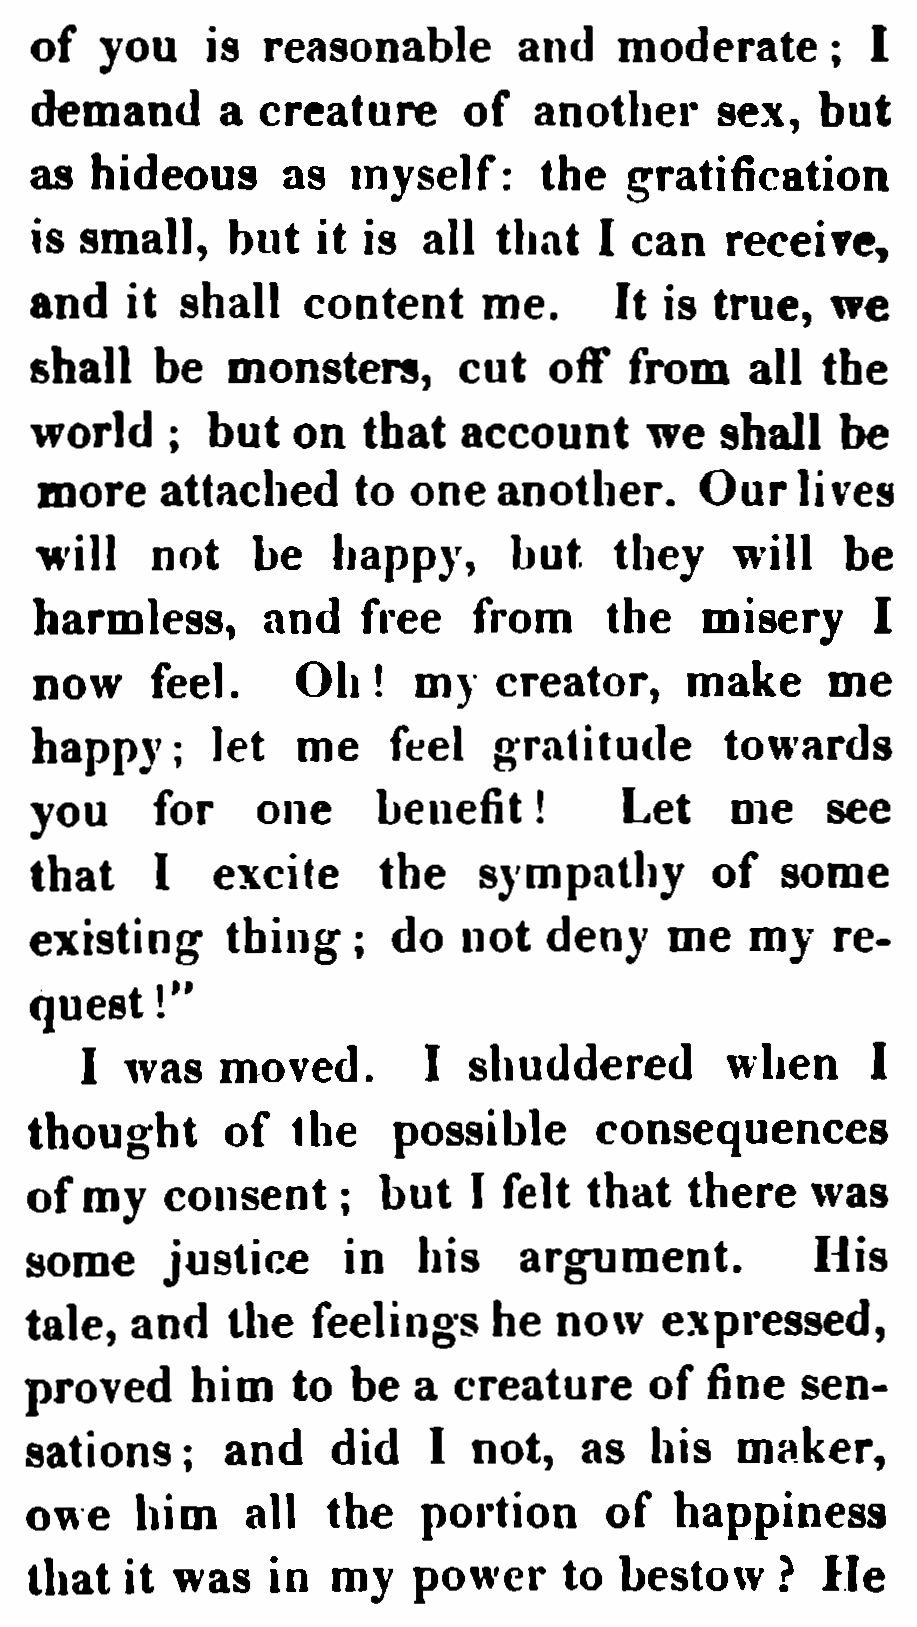 of you is reasonable and moderate; I
demand a creature of another sex, but
as hideous as myself: the gratification
is small, but it is all that I can receive,
and it shall content me. It is true, we
shall be monsters, cut off from all the
world; but on that account we shall be
more attached to one another. Our lives
will not be happy, but they will be
harmless, and free from the misery I
now feel. Oh! my creator, make me
happy; let me feel gratitude towards
you for one benefit! Let me see
that I excite the sympathy of some
existing thing; do not deny me my re-
quest!"
I was moved. I shuddered when I
thought of the possible consequences
of my consent; but I felt that there was
some justice in his argument. His
tale, and the feelings he now expressed,
proved him to be a creature of fine sen-
sations; and did I not, as his maker,
owe him all the portion of happiness
that it was in my power to bestow? He